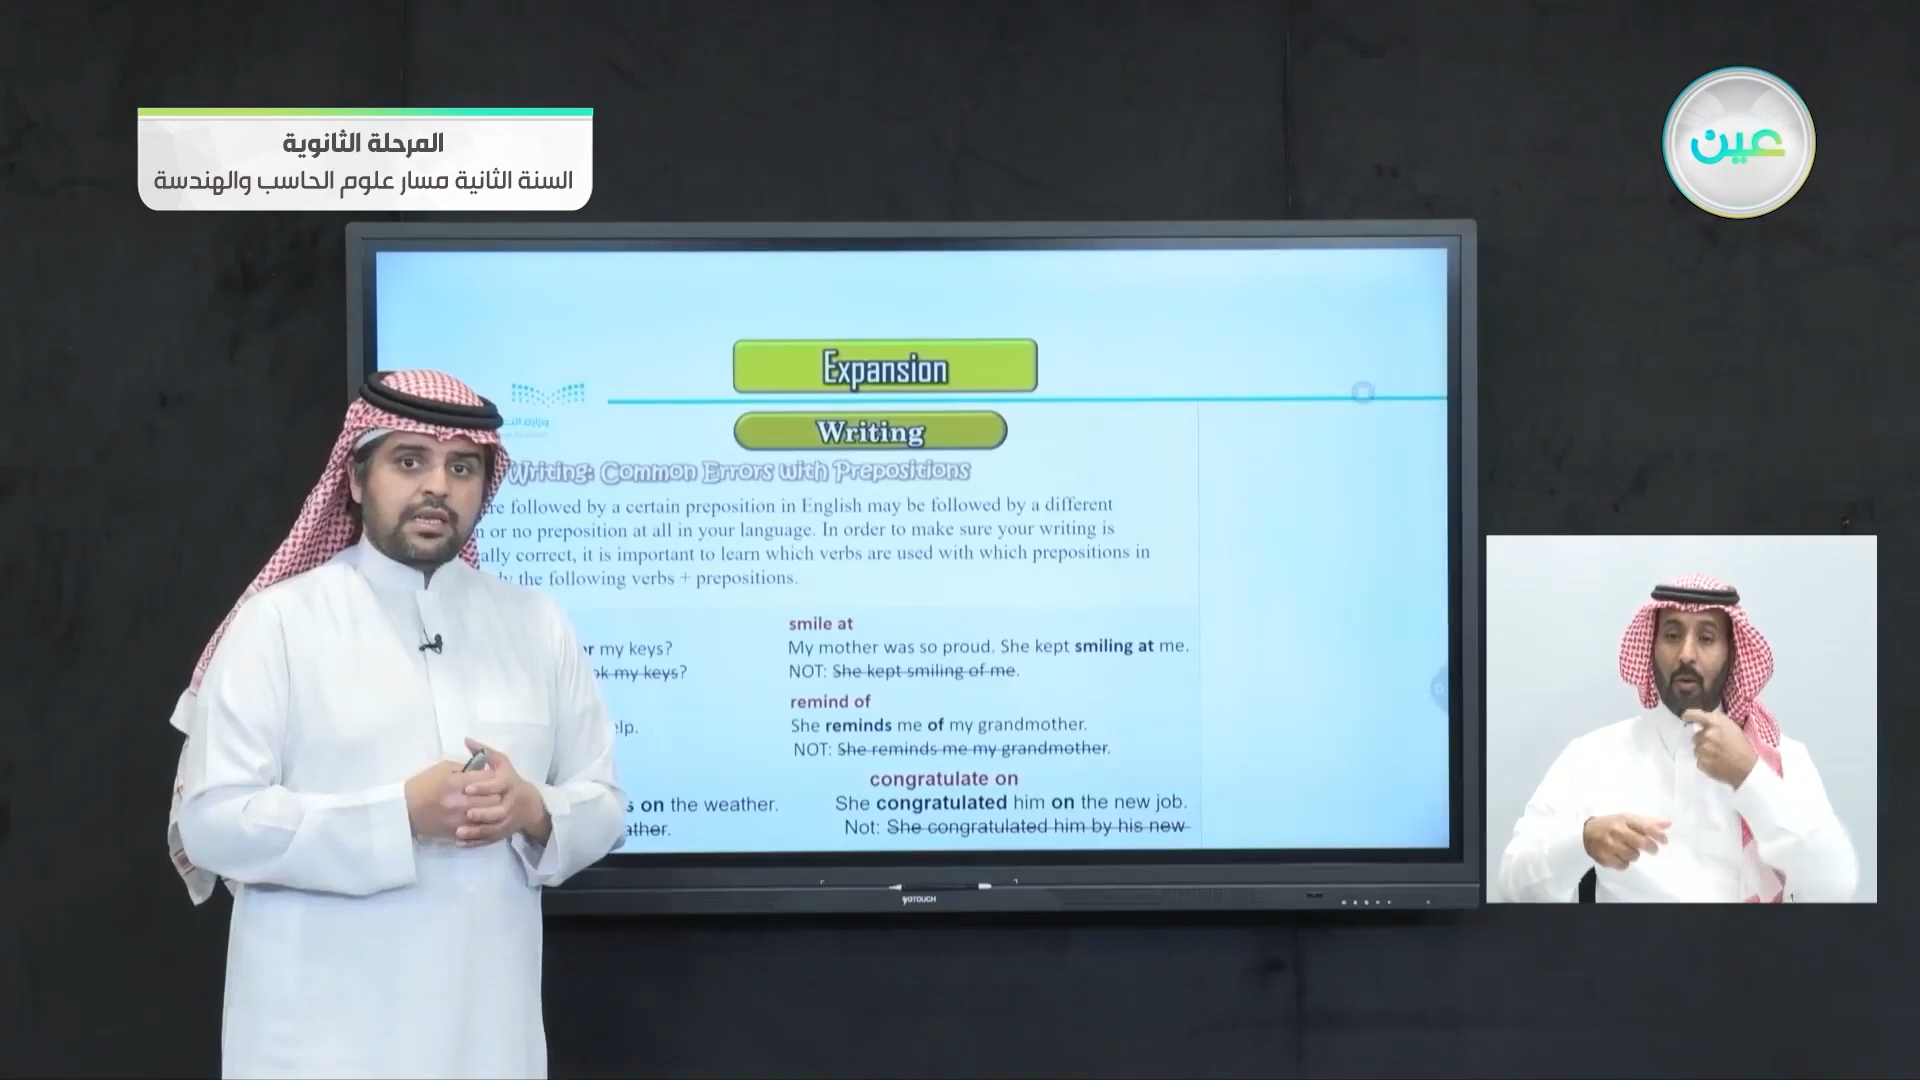 المرحلة الثانوية
السنة الثانية مسار علوم الحاسب والهندسة
عين
Expansion
Writing
Writing: Common Errors with Prepositions
followed by a certain preposition in English may be followed by a different
or no preposition at all in your language. In order to make sure your writing is
correct, it is important to learn which verbs are used with which prepositions in
the following verbs + prepositions.
my keys?
my keys?
on the weather.
smile at
My mother was so proud. She kept smiling at me.
NOT: She kept smiling of me.
remind of
She reminds me of my grandmother.
NOT: She reminds me my grandmother.
congratulate on
She congratulated him on the new job.
Not: She congratulated him by his new